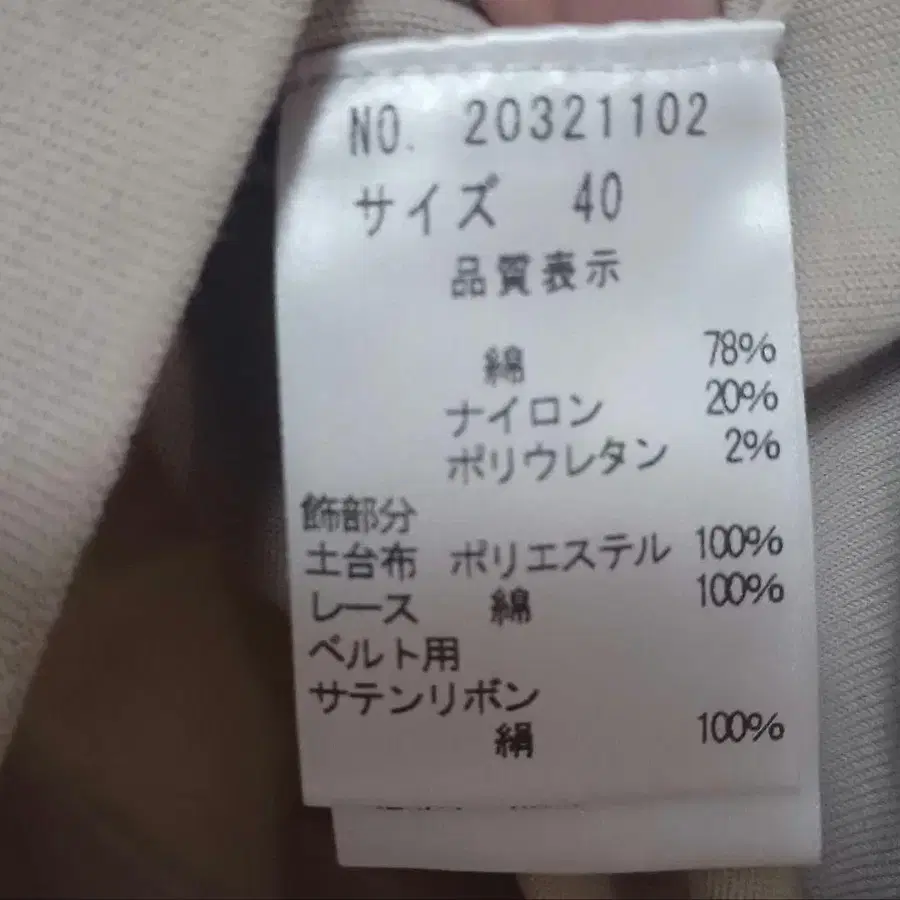 NO. 20321102
サイズ 40
品質表示
綿 78%
ナイロン 20%
ポリウレタン 2%
飾部分
土台布 ポリエステル 100%
レース 綿 100%
ベルト用
サテンリボン
絹 100%